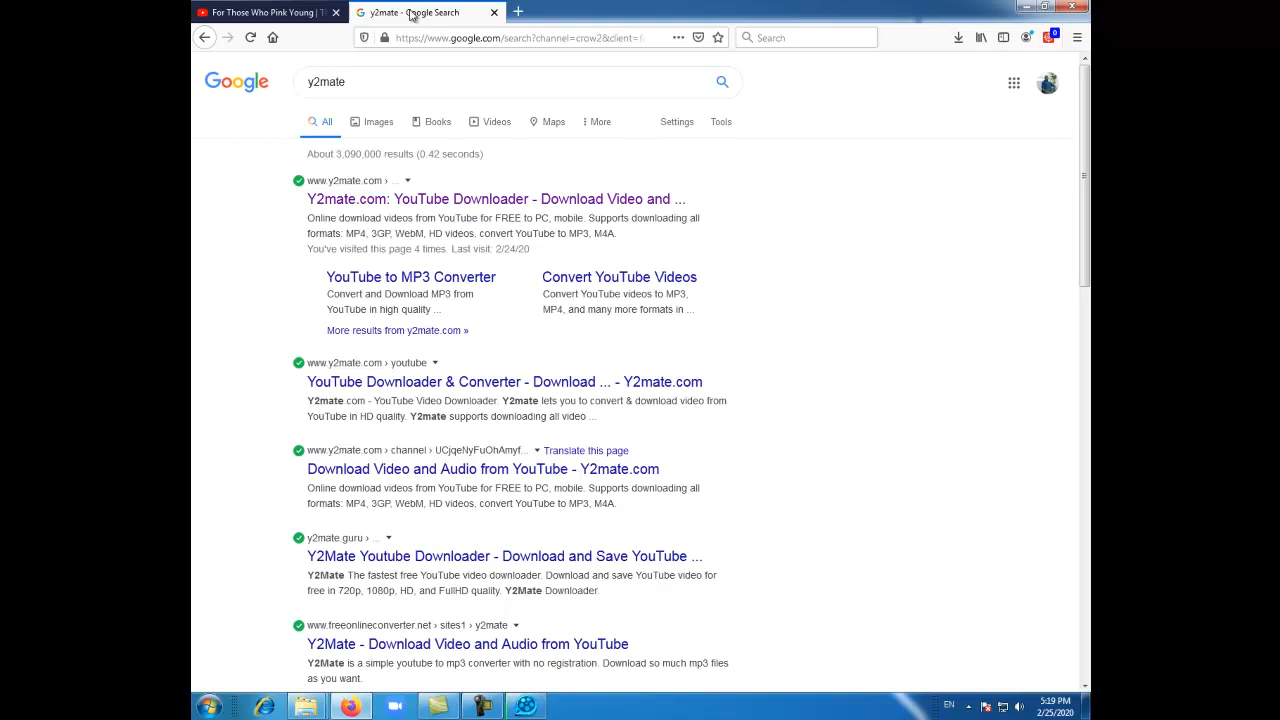 For Those Who Pink Young | T
y2mate - Google Search
https://www.google.com/search?channel=crow2&client=f
Search
0
Google
y2mate
All
Images
Books
Videos
Maps
More
Settings
Tools
About 3,090,000 results (0.42 seconds)
www.y2mate.com › ...
Y2mate.com: YouTube Downloader - Download Video and ...
Online download videos from YouTube for FREE to PC, mobile. Supports downloading all
formats: MP4, 3GP, WebM, HD videos, convert YouTube to MP3, M4A.
You've visited this page 4 times. Last visit: 2/24/20
YouTube to MP3 Converter
Convert and Download MP3 from
YouTube in high quality ...
Convert YouTube Videos
Convert YouTube videos to MP3,
MP4, and many more formats in ...
More results from y2mate.com »
www.y2mate.com › youtube
YouTube Downloader & Converter - Download ... - Y2mate.com
Y2mate.com - YouTube Video Downloader. Y2mate lets you to convert & download video from
YouTube in HD quality. Y2mate supports downloading all video ...
www.y2mate.com › channel › UCjqeNyFuOhAmyf... Translate this page
Download Video and Audio from YouTube - Y2mate.com
Online download videos from YouTube for FREE to PC, mobile. Supports downloading all
formats: MP4, 3GP, WebM, HD videos, convert YouTube to MP3, M4A.
y2mate.guru › ...
Y2Mate Youtube Downloader - Download and Save YouTube ...
Y2Mate The fastest free YouTube video downloader. Download and save YouTube video for
free in 720p, 1080p, HD, and FullHD quality. Y2Mate Downloader.
www.freeonlineconverter.net › sites1 › y2mate
Y2Mate - Download Video and Audio from YouTube
Y2Mate is a simple youtube to mp3 converter with no registration. Download so much mp3 files
as you want.
EN
5:19 PM
2/25/2020